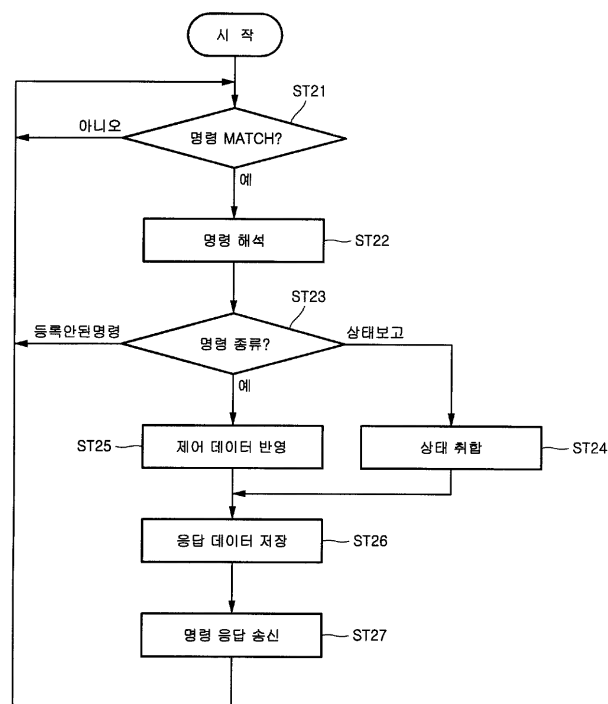 시 작
ST21
아니오
명령 MATCH?
예
명령 해석
ST22
ST23
등록안된명령
명령 종류?
상태보고
예
ST25
제어 데이터 반영
상태 취합
ST24
응답 데이터 저장
ST26
명령 응답 송신
ST27